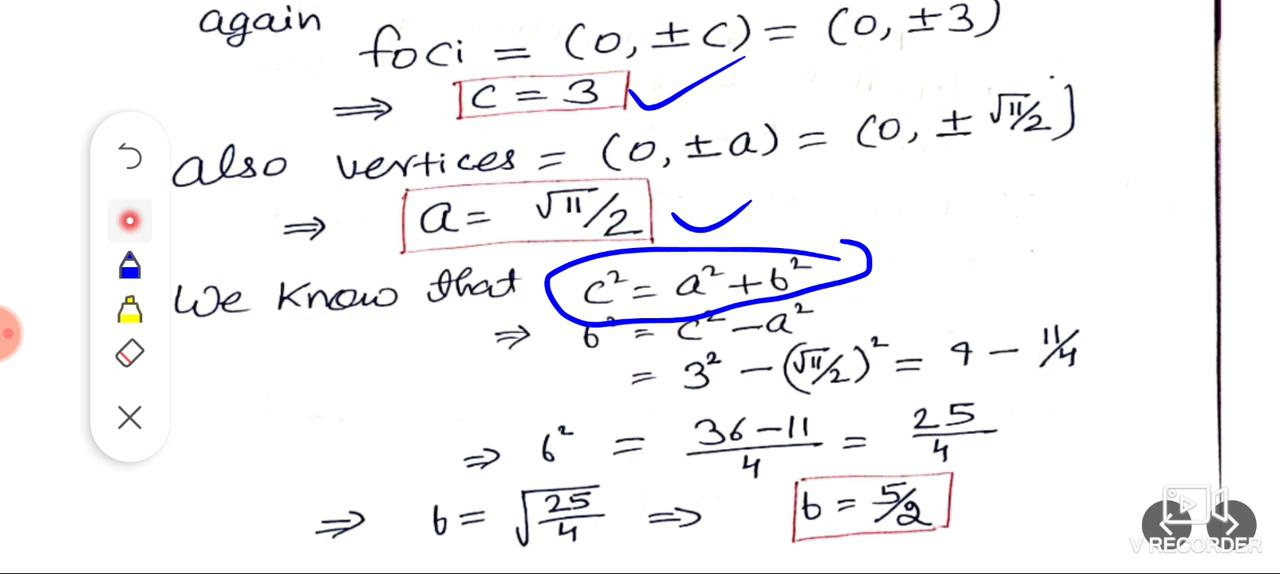 again
foci = (0, ±c) = (0, ±3)
⇒ c = 3
also vertices = (0, ±a) = (0, ± √11/2)
⇒ a = √11/2
We know that c² = a² + b²
⇒ b² = c² − a²
= 3² − (√11/2)² = 9 − 11/4
⇒ b² = 36 − 11 / 4 = 25 / 4
⇒ b = √25/4 ⇒ b = 5/2
V RECORDER